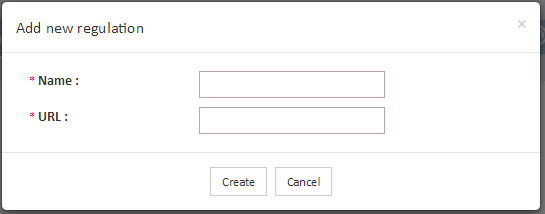 Add new regulation ×
* Name :
* URL :
Create Cancel